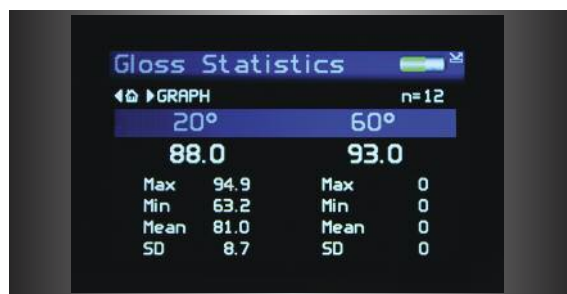 Gloss Statistics
GRAPH n=12
20° 60°
88.0 93.0
Max 94.9 Max 0
Min 63.2 Min 0
Mean 81.0 Mean 0
SD 8.7 SD 0